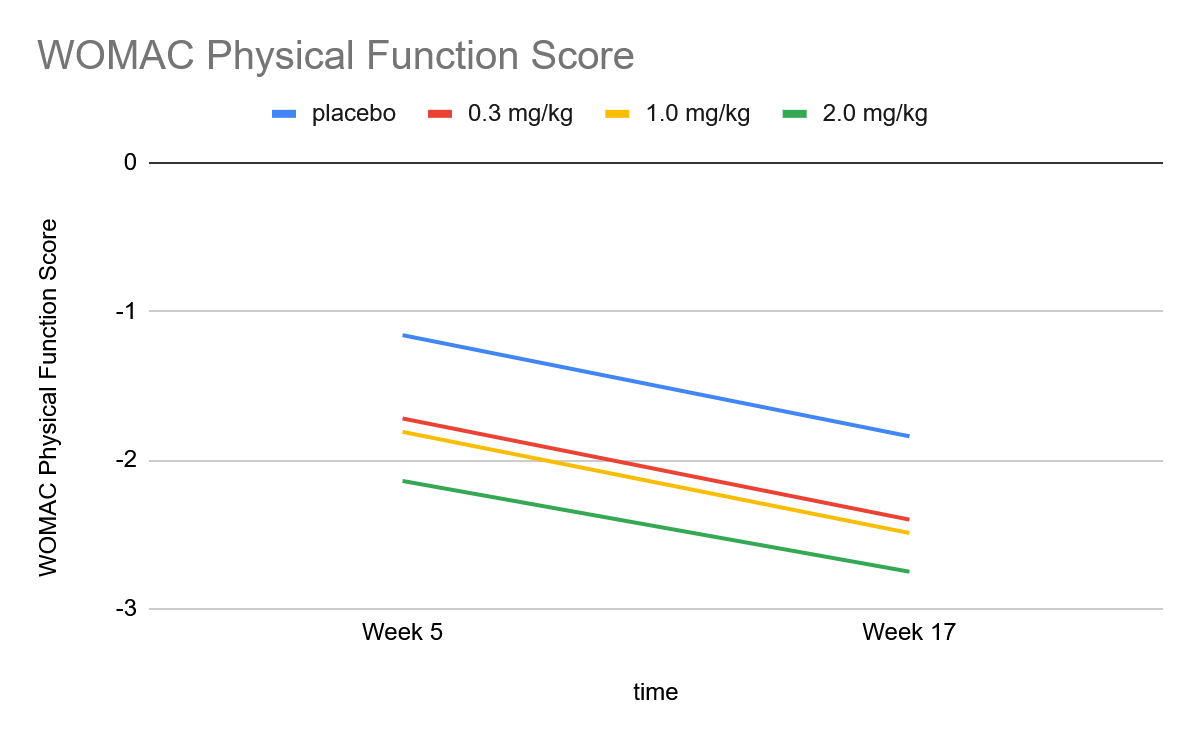 WOMAC Physical Function Score
placebo 0.3 mg/kg 1.0 mg/kg 2.0 mg/kg
0
-1
-2
-3
WOMAC Physical Function Score
Week 5 Week 17
time